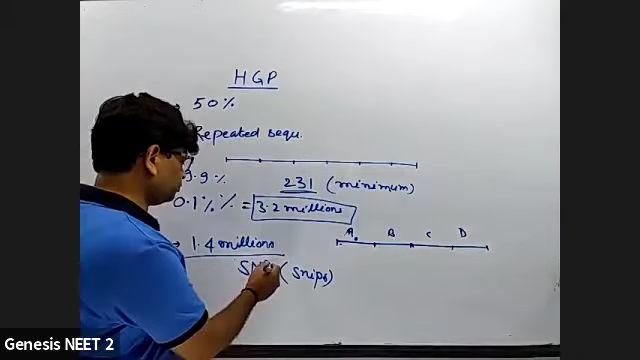 HGP
50%
Repeated sequ.
9.9%
231 (minimum)
0.1% % = 3.2 millions
A B C D
→ 1.4 millions
(Snips)
Genesis NEET 2